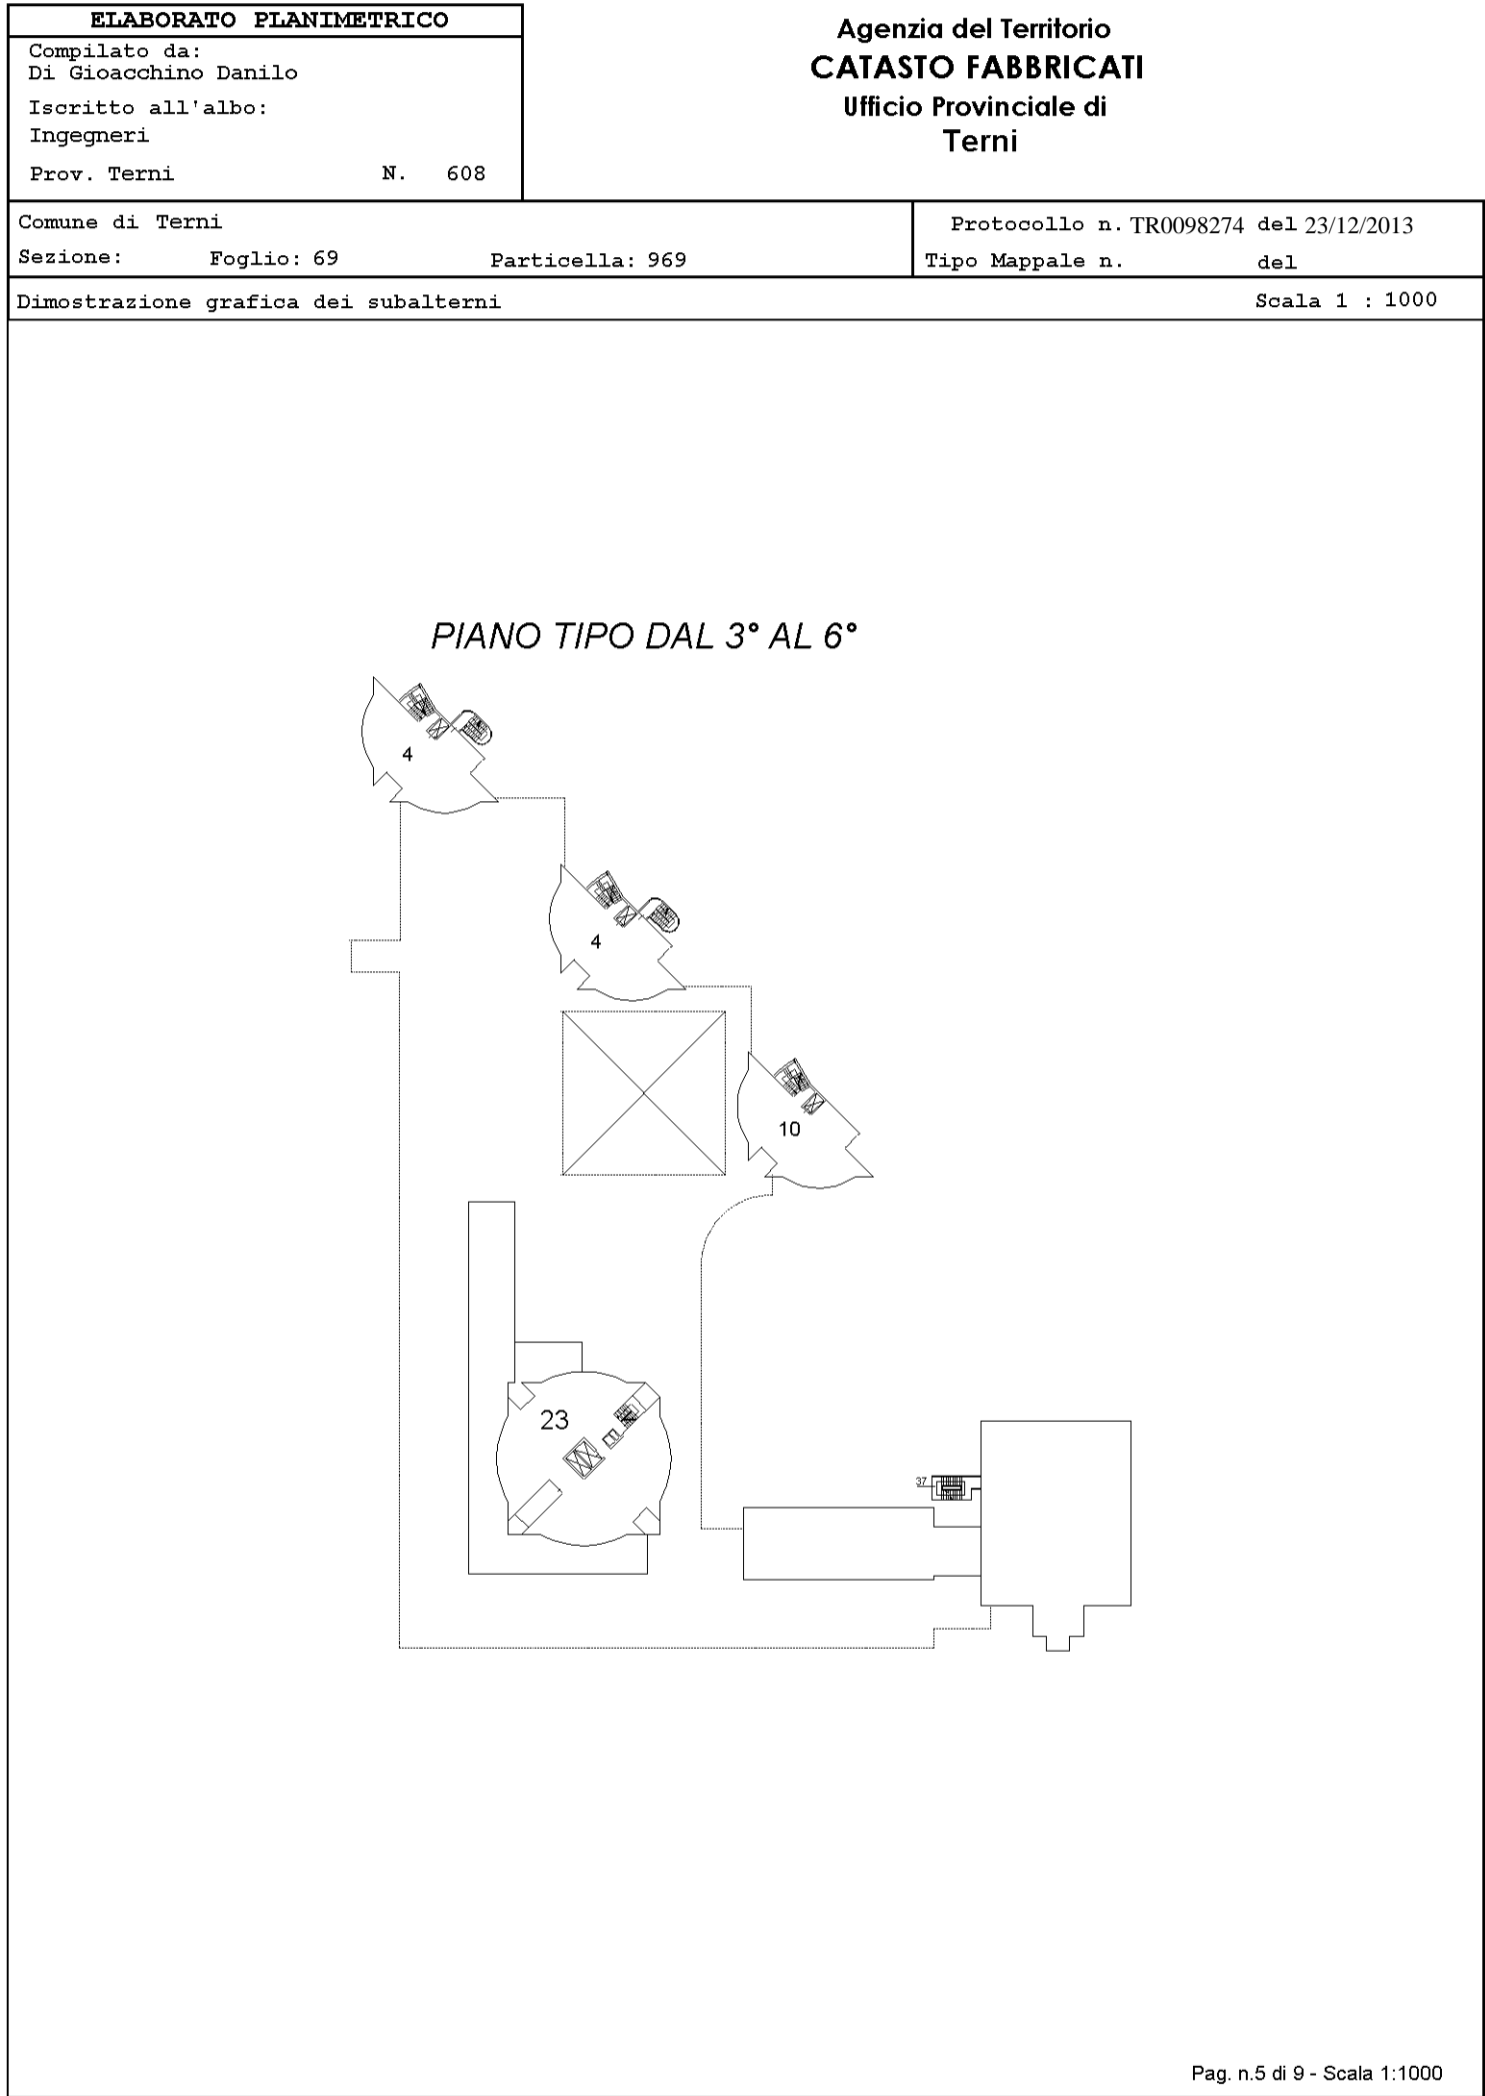 ELABORATO PLANIMETRICO
Compilato da:
Di Gioacchino Danilo
Iscritto all'albo:
Ingegneri
Prov. Terni N. 608
Agenzia del Territorio
CATASTO FABBRICATI
Ufficio Provinciale di
Terni
Comune di Terni
Sezione: Foglio: 69 Particella: 969
Protocollo n. TR0098274 del 23/12/2013
Tipo Mappale n. del
Dimostrazione grafica dei subalterni Scala 1 : 1000
PIANO TIPO DAL 3° AL 6°
4
4
10
23
37
Pag. n.5 di 9 - Scala 1:1000